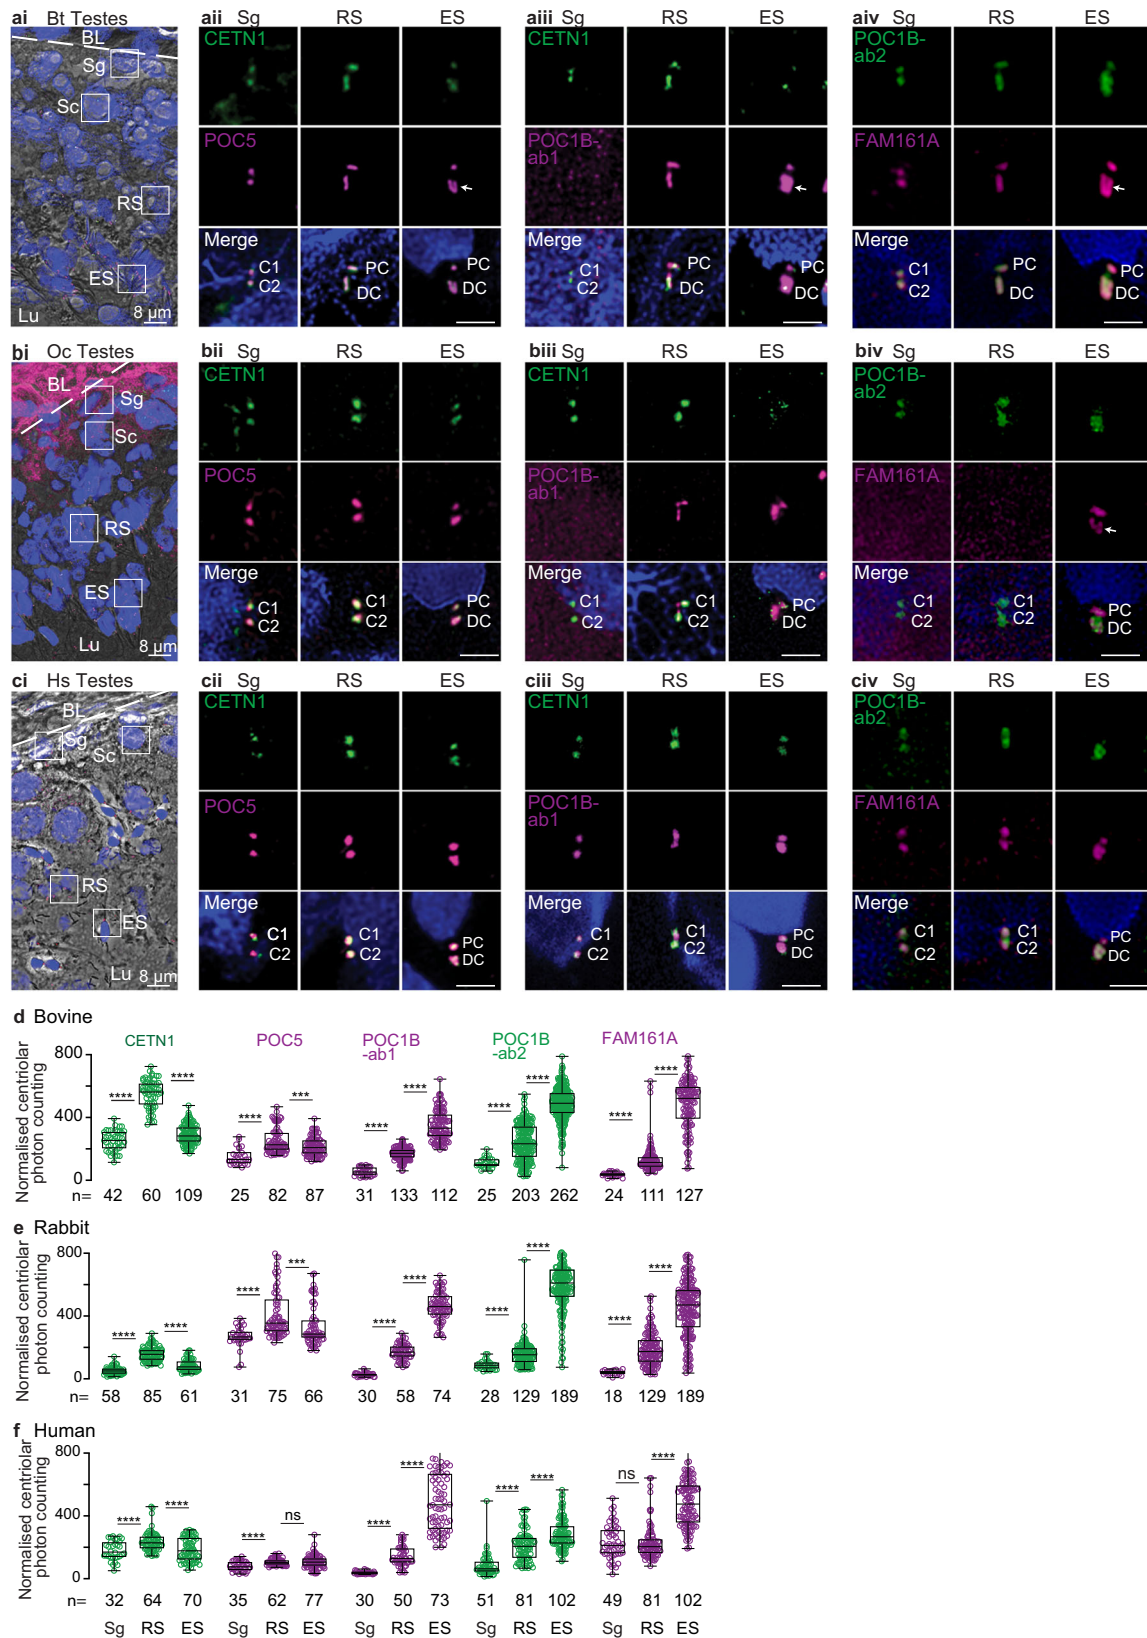 ai Bt Testes
BL
Sg
Sc
RS
ES
Lu 8 µm
aii Sg RS ES
CETN1
POC5
Merge
C1 PC
C2 DC DC
aiii Sg RS ES
CETN1
POC1B-
ab1
Merge
C1 PC
C2 DC DC
aiv Sg RS ES
POC1B-
ab2
FAM161A
Merge
C1 PC PC
C2 DC DC
bi Oc Testes
BL
Sg
Sc
RS
ES
Lu 8 µm
bii Sg RS ES
CETN1
POC5
Merge
C1 C1 PC
C2 C2 DC
biii Sg RS ES
CETN1
POC1B-
ab1
Merge
C1 C1 PC
C2 C2 DC
biv Sg RS ES
POC1B-
ab2
FAM161A
Merge
C1 C1 PC
C2 C2 DC
ci Hs Testes
BL
Sg
Sc
RS
ES
Lu 8 µm
cii Sg RS ES
CETN1
POC5
Merge
C1 C1 PC
C2 C2 DC
ciii Sg RS ES
CETN1
POC1B-
ab1
Merge
C1 C1 PC
C2 C2 DC
civ Sg RS ES
POC1B-
ab2
FAM161A
Merge
C1 C1 PC
C2 C2 DC
d Bovine
CETN1 POC5 POC1B-ab1 POC1B-ab2 FAM161A
Normalised centriolar
photon counting
800
400
0
**** **** **** *** **** **** **** **** **** ****
n= 42 60 109 25 82 87 31 133 112 25 203 262 24 111 127
e Rabbit
Normalised centriolar
photon counting
800
400
0
**** **** **** *** **** **** **** **** **** ****
n= 58 85 61 31 75 66 30 58 74 28 129 189 18 129 189
f Human
Normalised centriolar
photon counting
800
400
0
**** **** **** ns **** **** **** **** ns ****
n= 32 64 70 35 62 77 30 50 73 51 81 102 49 81 102
Sg RS ES Sg RS ES Sg RS ES Sg RS ES Sg RS ES